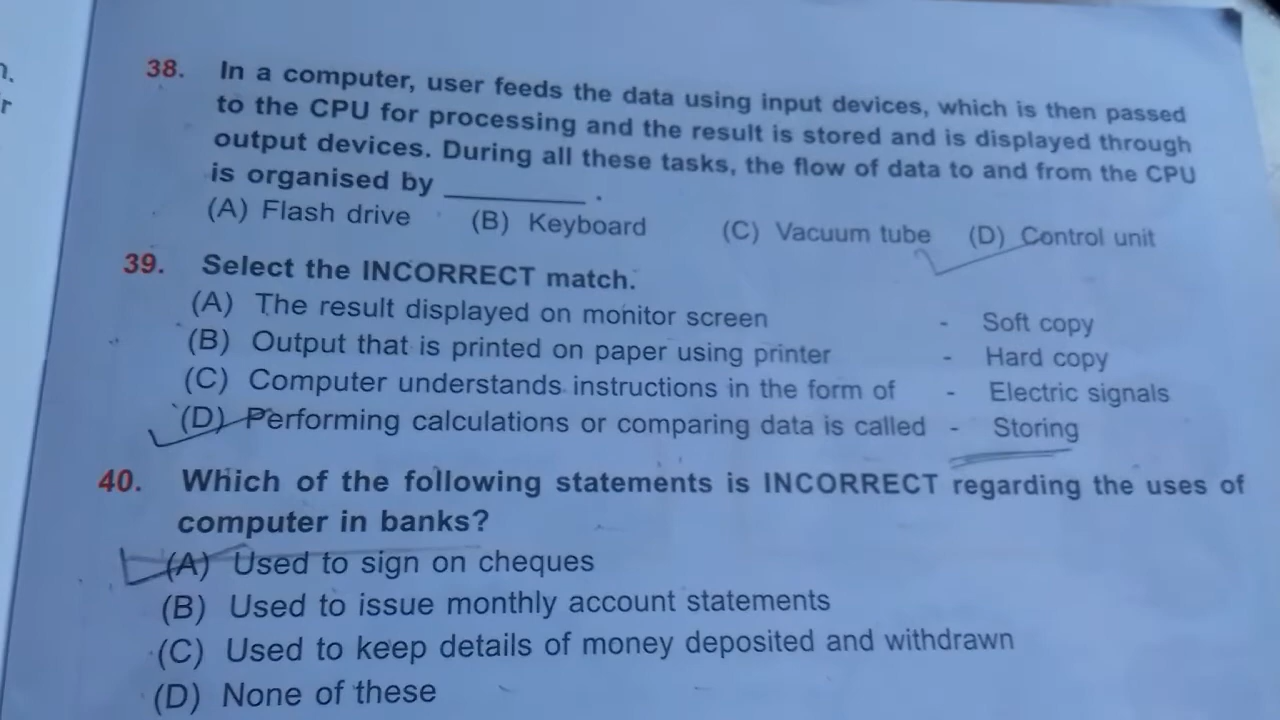 38. In a computer, user feeds the data using input devices, which is then passed
to the CPU for processing and the result is stored and is displayed through
output devices. During all these tasks, the flow of data to and from the CPU
is organised by ________ .
(A) Flash drive (B) Keyboard (C) Vacuum tube (D) Control unit
39. Select the INCORRECT match.
(A) The result displayed on monitor screen - Soft copy
(B) Output that is printed on paper using printer - Hard copy
(C) Computer understands instructions in the form of - Electric signals
(D) Performing calculations or comparing data is called - Storing
40. Which of the following statements is INCORRECT regarding the uses of
computer in banks?
(A) Used to sign on cheques
(B) Used to issue monthly account statements
(C) Used to keep details of money deposited and withdrawn
(D) None of these